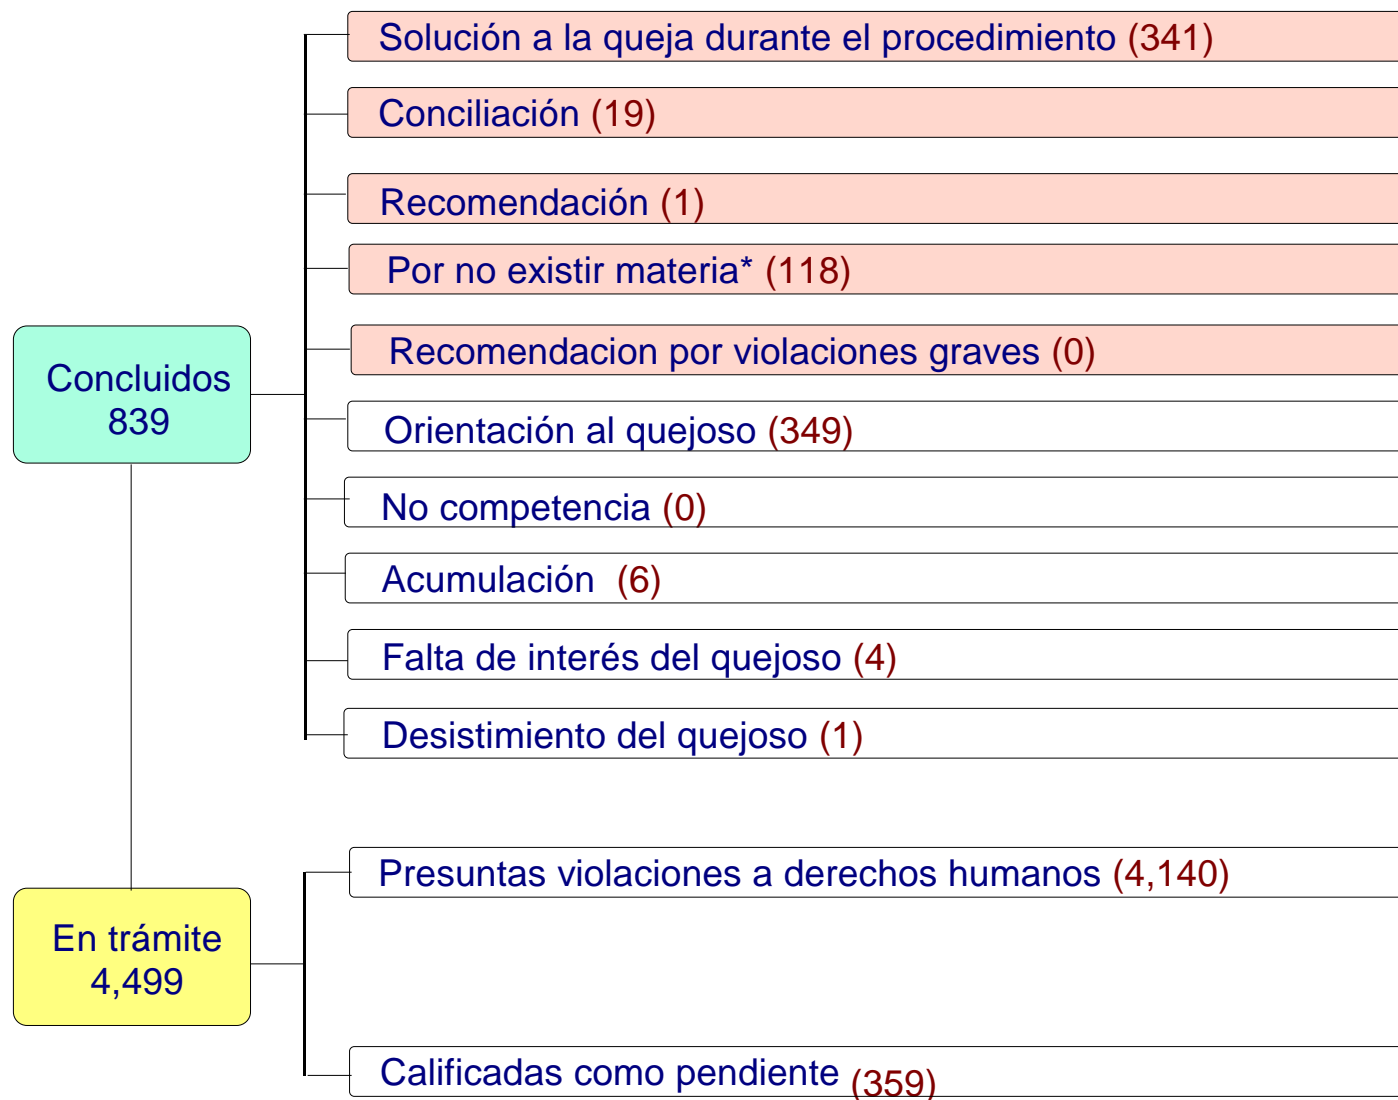 Solución a la queja durante el procedimiento (341)
Conciliación (19)
Recomendación (1)
Por no existir materia* (118)
Recomendacion por violaciones graves (0)
Concluidos
839
Orientación al quejoso (349)
No competencia (0)
Acumulación (6)
Falta de interés del quejoso (4)
Desistimiento del quejoso (1)
Presuntas violaciones a derechos humanos (4,140)
En trámite
4,499
Calificadas como pendiente (359)